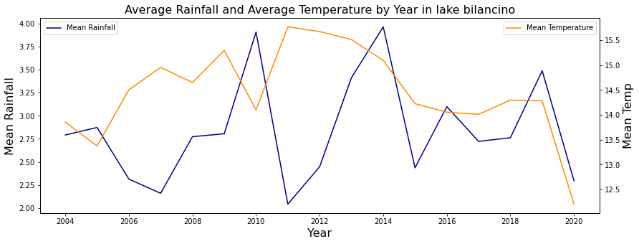 Average Rainfall and Average Temperature by Year in lake bilancino
Mean Rainfall
Mean Temperature
4.00
3.75
3.50
3.25
3.00
2.75
2.50
2.25
2.00
Mean Rainfall
15.5
15.0
14.5
14.0
13.5
13.0
12.5
Mean Temp
2004 2006 2008 2010 2012 2014 2016 2018 2020
Year